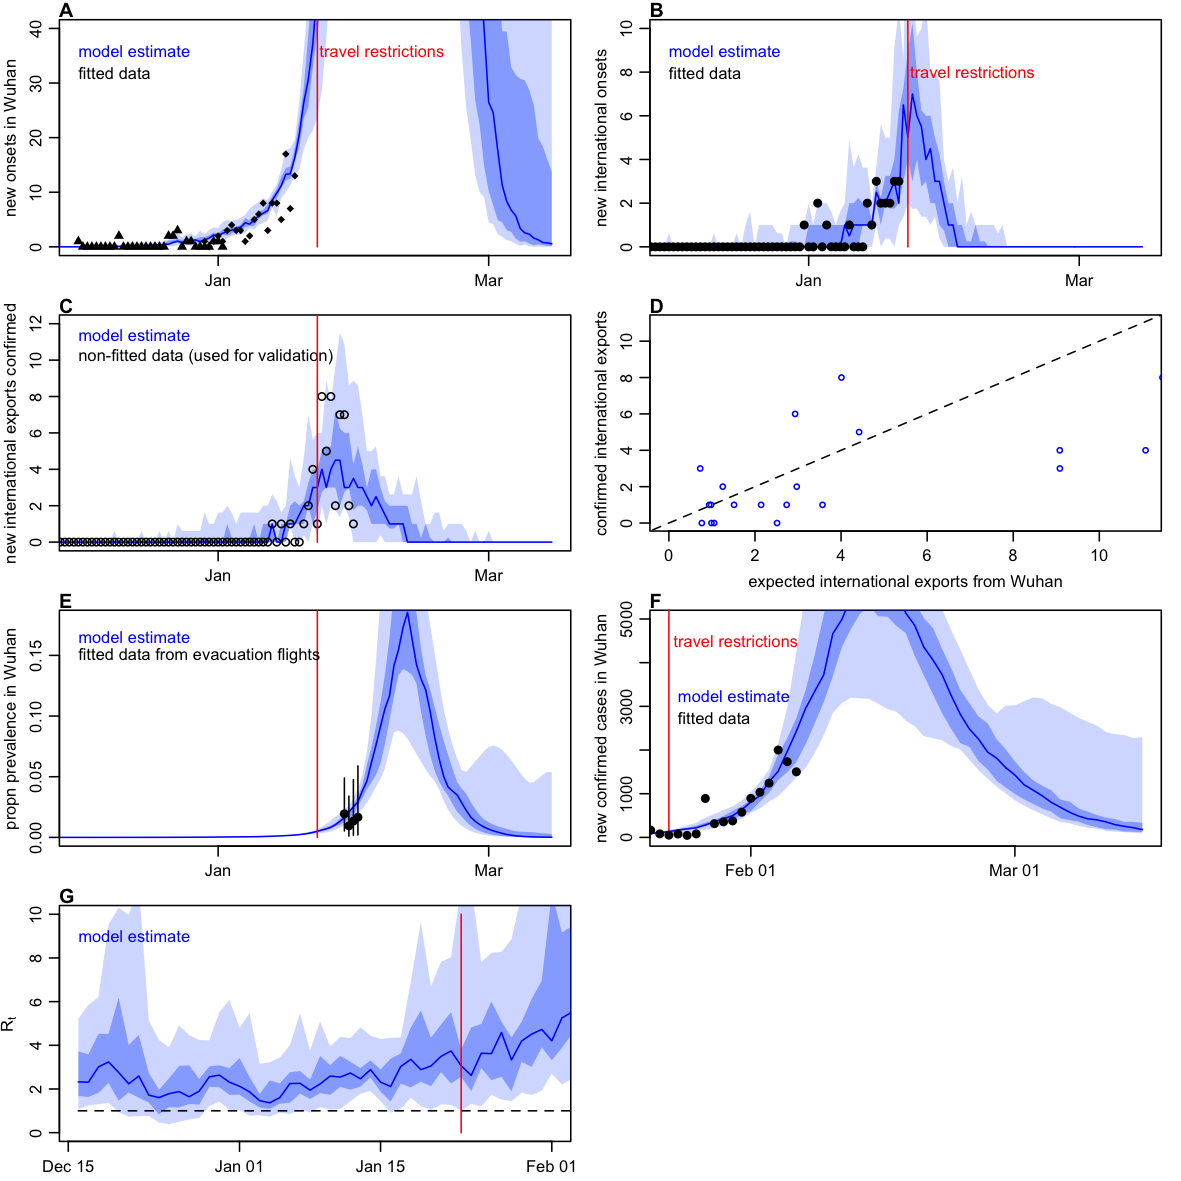 A
new onsets in Wuhan
40
30
20
10
0
model estimate
fitted data
travel restrictions
Jan
Mar
B
new international onsets
10
8
6
4
2
0
model estimate
fitted data
travel restrictions
Jan
Mar
C
new international exports confirmed
12
10
8
6
4
2
0
model estimate
non-fitted data (used for validation)
Jan
Mar
D
confirmed international exports
10
8
6
4
2
0
0
2
4
6
8
10
expected international exports from Wuhan
E
propn prevalence in Wuhan
0.15
0.10
0.05
0.00
model estimate
fitted data from evacuation flights
Jan
Mar
F
new confirmed cases in Wuhan
5000
3000
1000
0
travel restrictions
model estimate
fitted data
Feb 01
Mar 01
G
Rt
10
8
6
4
2
0
model estimate
Dec 15
Jan 01
Jan 15
Feb 01